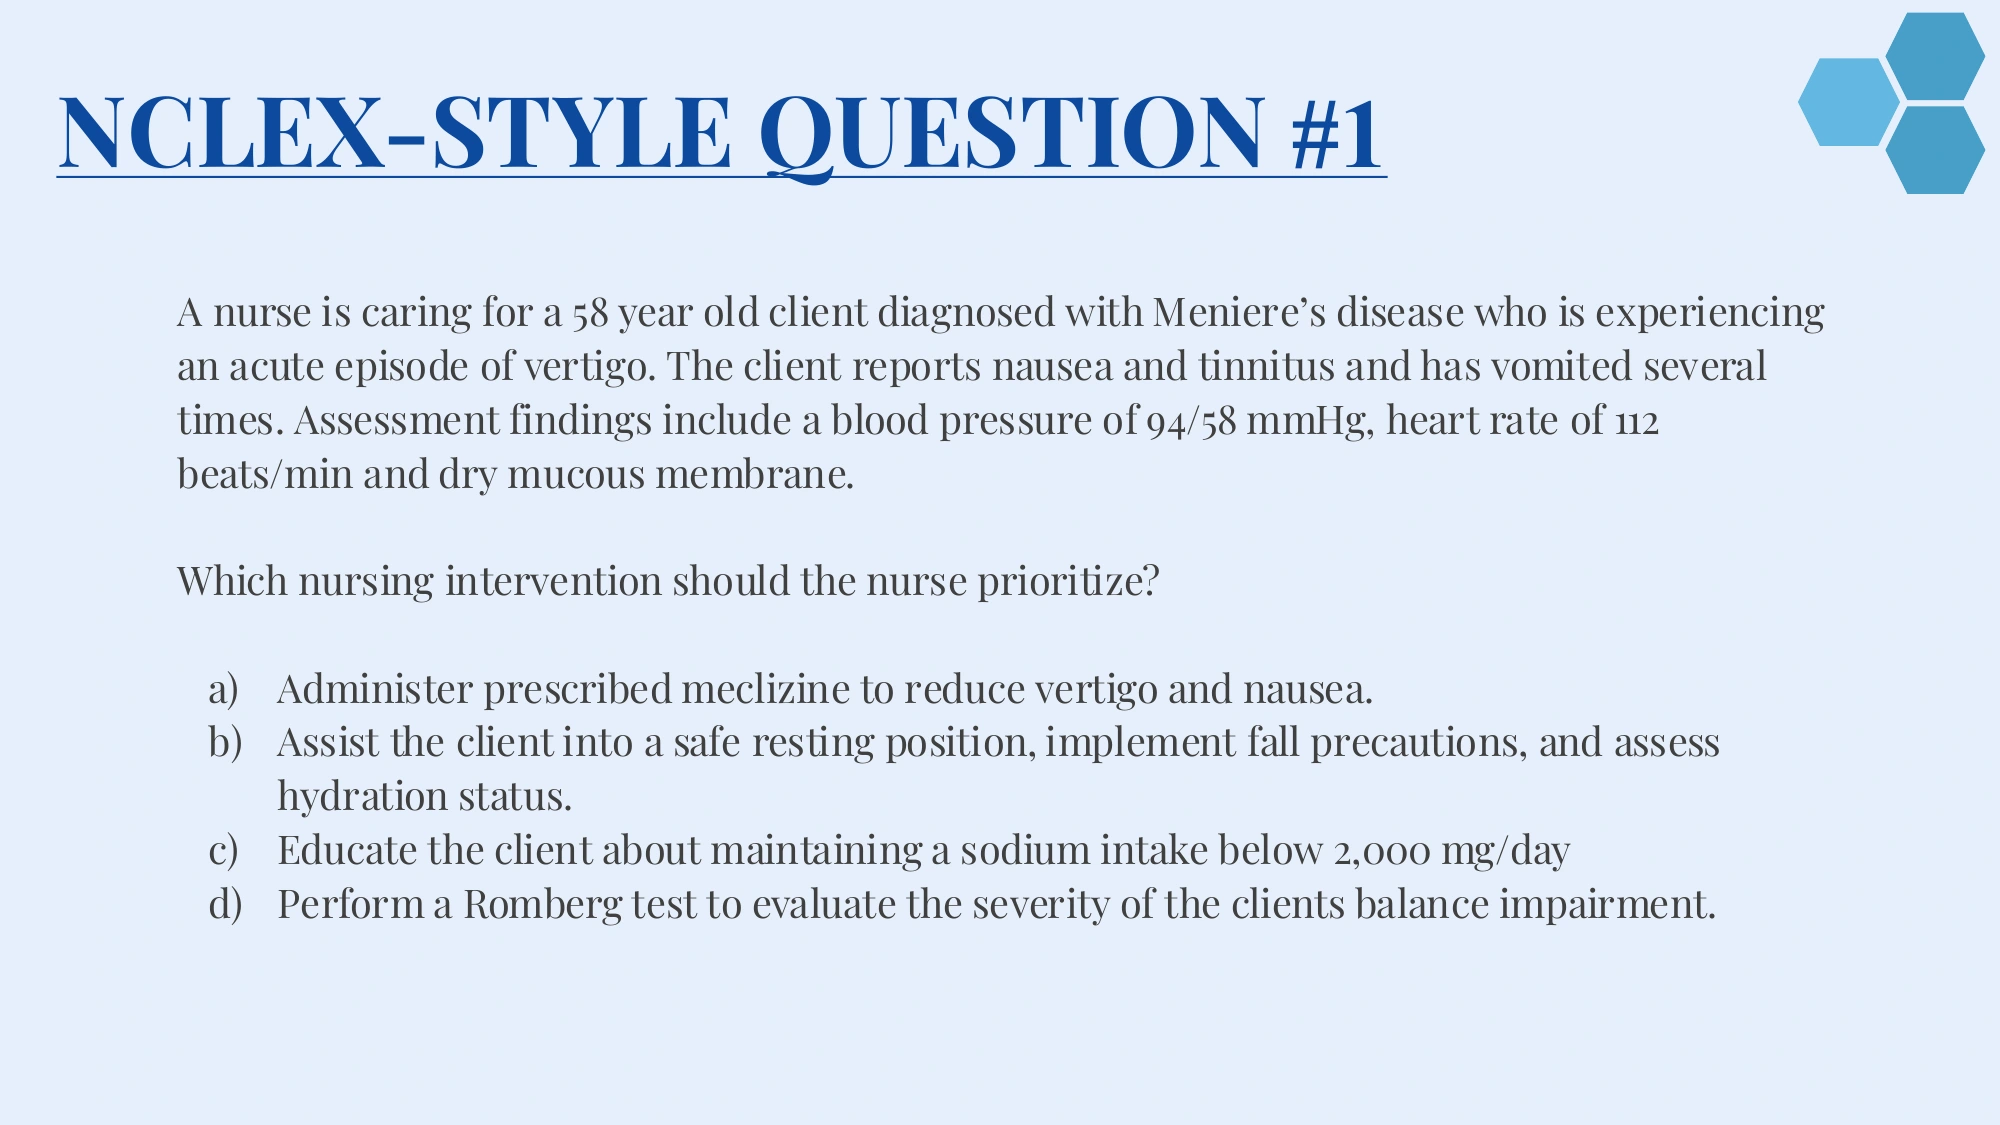 NCLEX-STYLE QUESTION #1
A nurse is caring for a 58 year old client diagnosed with Meniere’s disease who is experiencing
an acute episode of vertigo. The client reports nausea and tinnitus and has vomited several
times. Assessment findings include a blood pressure of 94/58 mmHg, heart rate of 112
beats/min and dry mucous membrane.
Which nursing intervention should the nurse prioritize?
a) Administer prescribed meclizine to reduce vertigo and nausea.
b) Assist the client into a safe resting position, implement fall precautions, and assess
hydration status.
c) Educate the client about maintaining a sodium intake below 2,000 mg/day
d) Perform a Romberg test to evaluate the severity of the clients balance impairment.